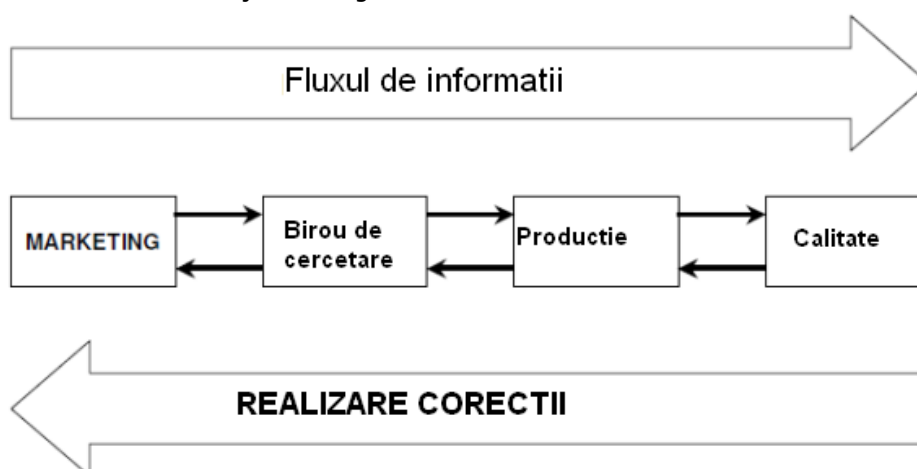 Fluxul de informatii
MARKETING
Birou de
cercetare
Productie
Calitate
REALIZARE CORECTII